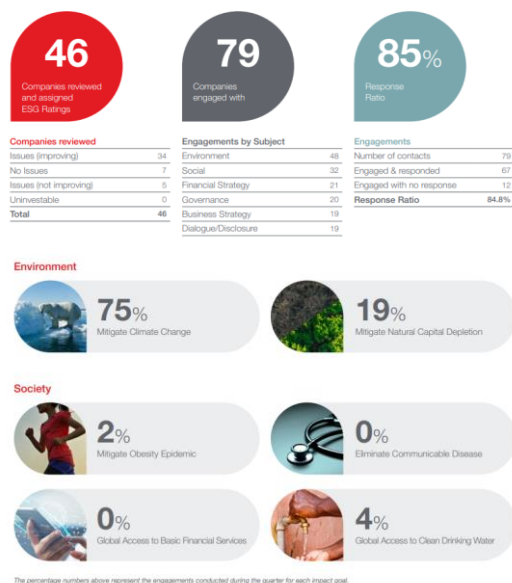 46
Companies reviewed
and assigned
ESG Ratings
79
Companies
engaged with
85%
Response
Ratio
Companies reviewed
Issues (improving) 34
No Issues 7
Issues (not improving) 5
Uninvestable 0
Total 46
Engagements by Subject
Environment 48
Social 32
Financial Strategy 21
Governance 20
Business Strategy 19
Dialogue/Disclosure 19
Engagements
Number of contacts 79
Engaged & responded 67
Engaged with no response 12
Response Ratio 84.8%
Environment
75%
Mitigate Climate Change
19%
Mitigate Natural Capital Depletion
Society
2%
Mitigate Obesity Epidemic
0%
Eliminate Communicable Disease
0%
Global Access to Basic Financial Services
4%
Global Access to Clean Drinking Water
The percentage numbers above represent the engagements conducted during the quarter for each impact goal.